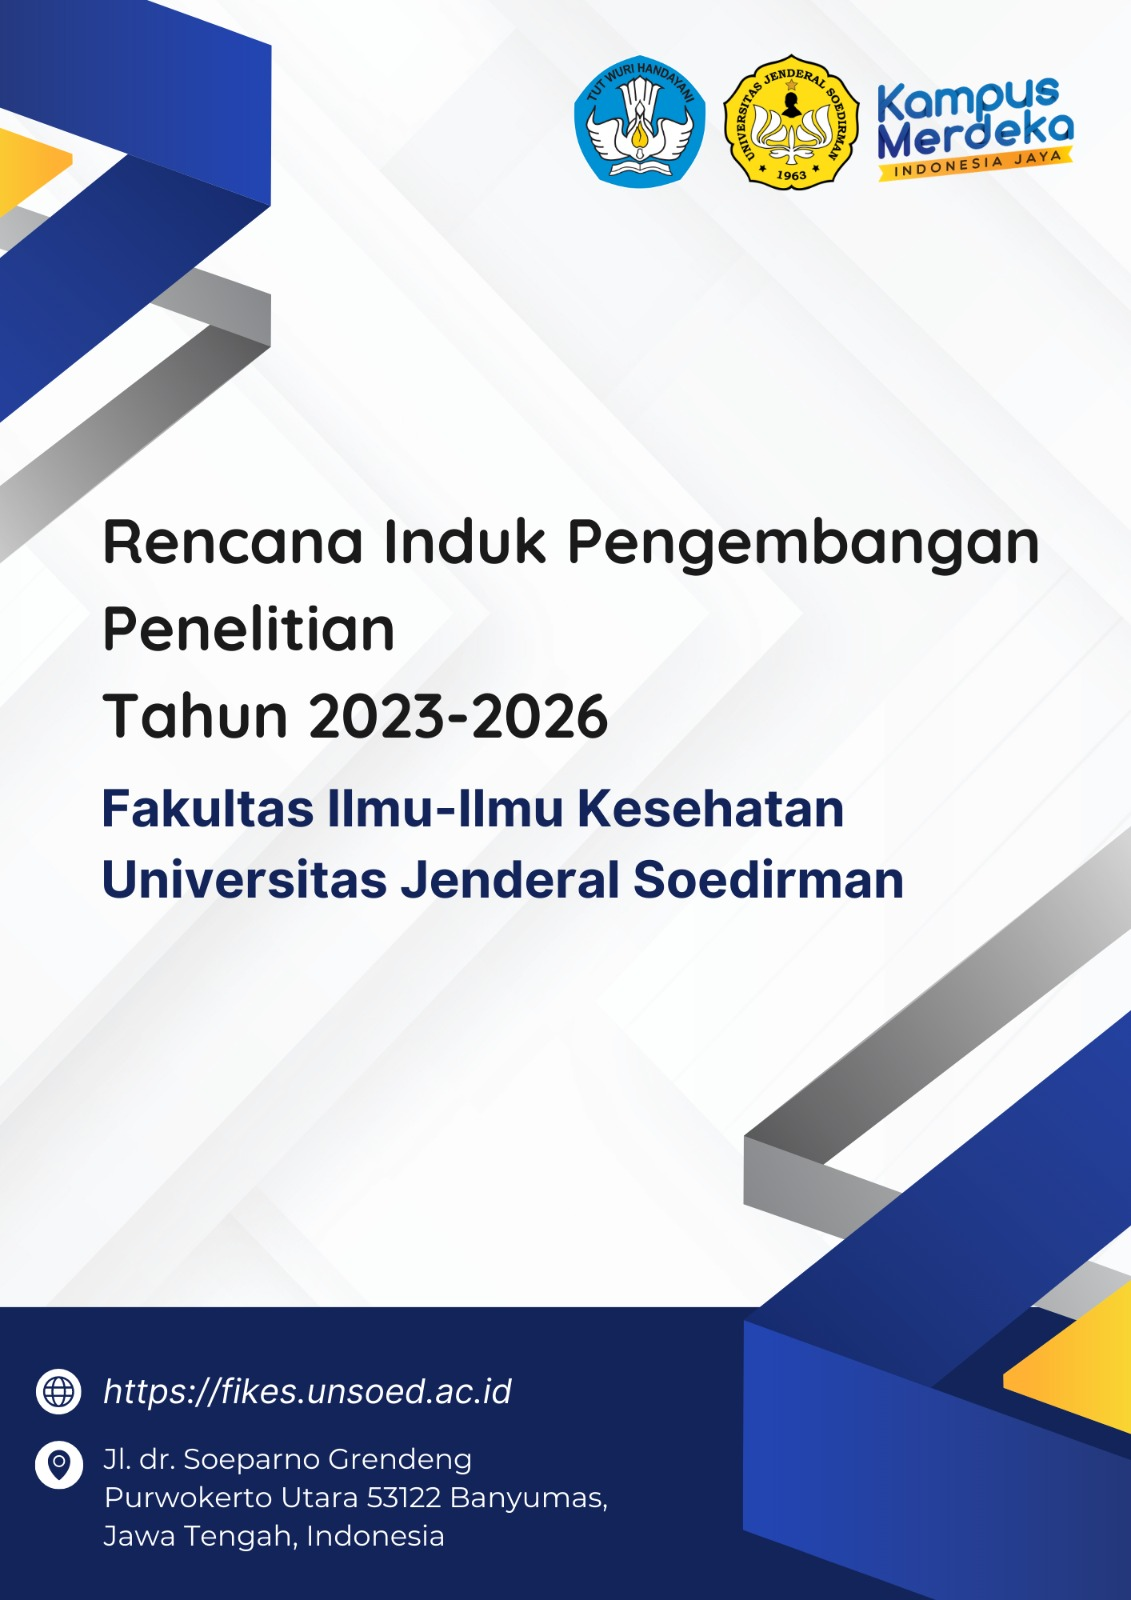 TUT WURI HANDAYANI
UNIVERSITAS JENDERAL SOEDIRMAN
1963
Kampus
Merdeka
INDONESIA JAYA
Rencana Induk Pengembangan
Penelitian
Tahun 2023-2026
Fakultas Ilmu-Ilmu Kesehatan
Universitas Jenderal Soedirman
https://fikes.unsoed.ac.id
Jl. dr. Soeparno Grendeng
Purwokerto Utara 53122 Banyumas,
Jawa Tengah, Indonesia